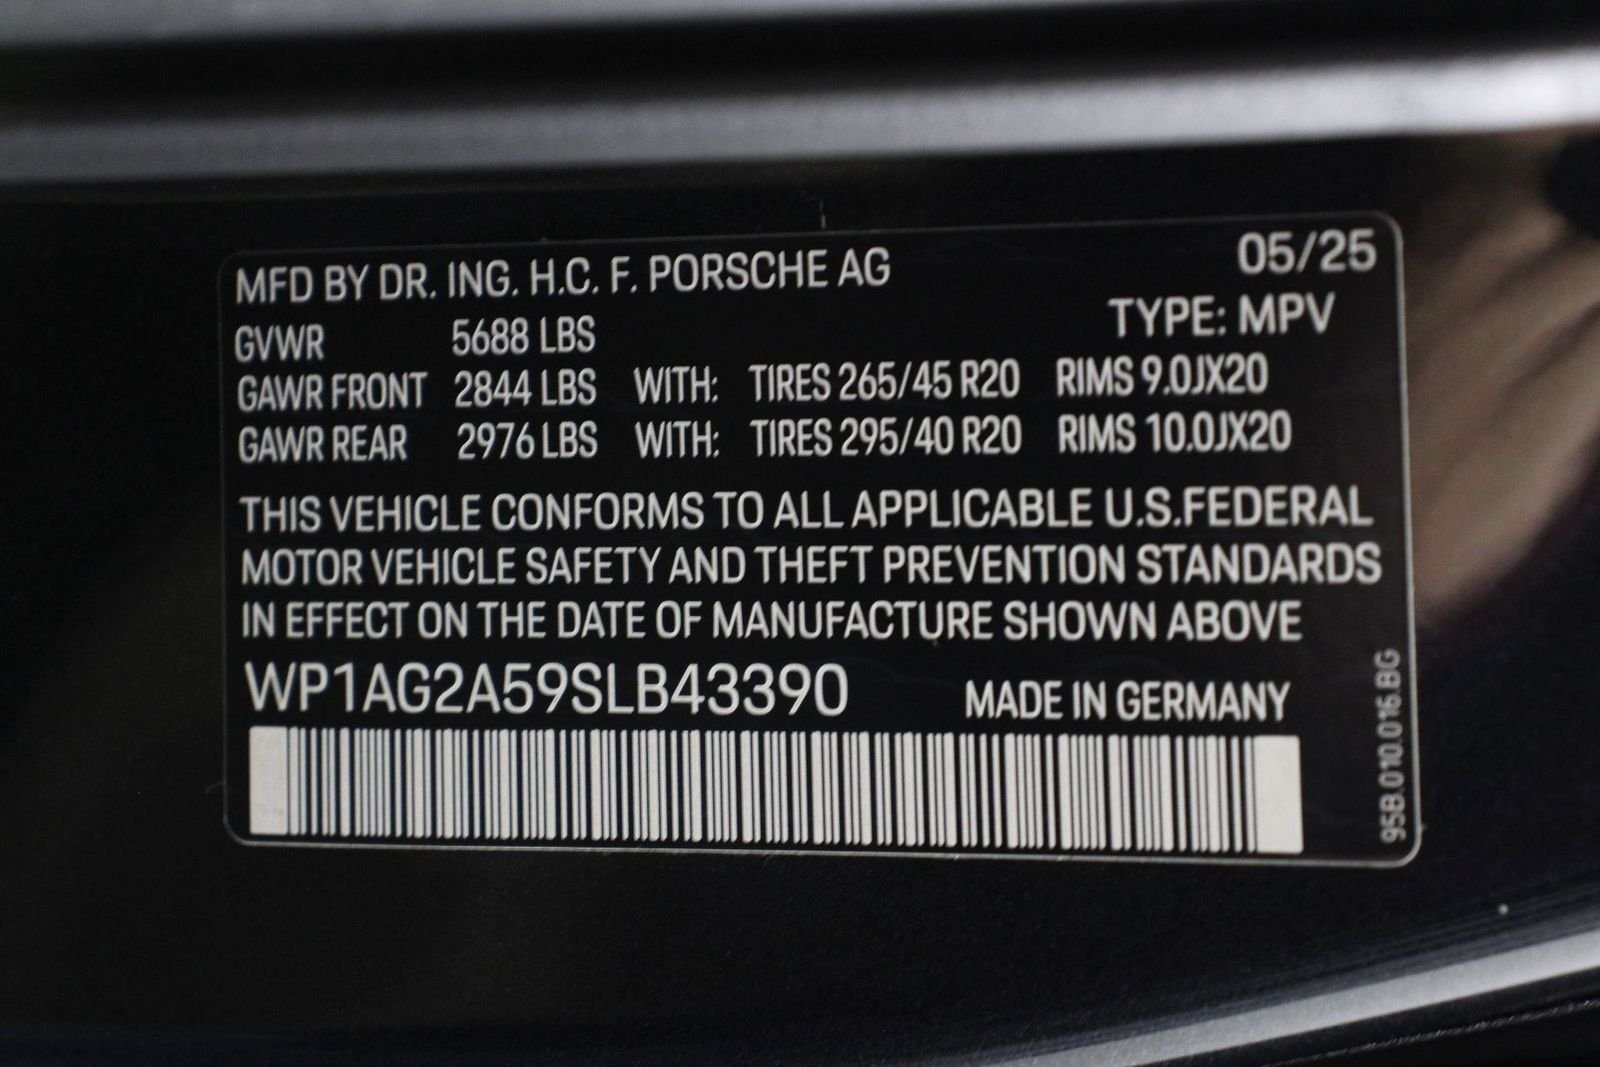 MFD BY DR. ING. H.C. F. PORSCHE AG 05/25
TYPE: MPV
GVWR 5688 LBS
GAWR FRONT 2844 LBS WITH: TIRES 265/45 R20 RIMS 9.0JX20
GAWR REAR 2976 LBS WITH: TIRES 295/40 R20 RIMS 10.0JX20
THIS VEHICLE CONFORMS TO ALL APPLICABLE U.S.FEDERAL
MOTOR VEHICLE SAFETY AND THEFT PREVENTION STANDARDS
IN EFFECT ON THE DATE OF MANUFACTURE SHOWN ABOVE
WP1AG2A59SLB43390 MADE IN GERMANY
95B.010.016.BG